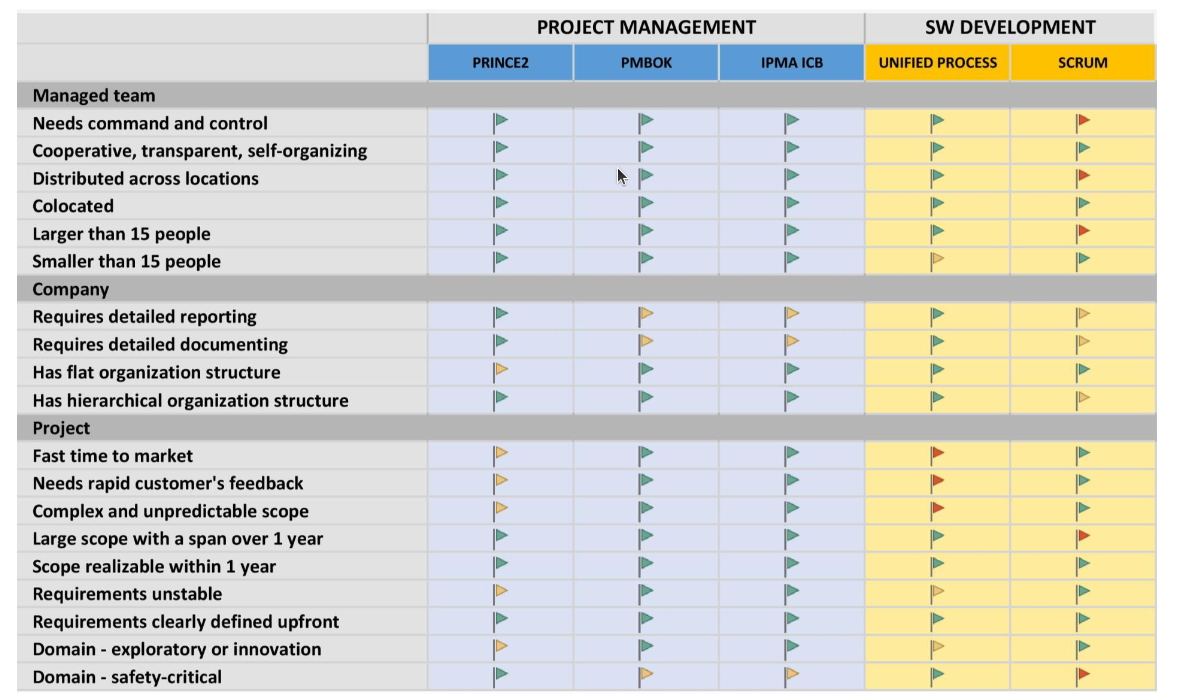 PROJECT MANAGEMENT SW DEVELOPMENT
PRINCE2 PMBOK IPMA ICB UNIFIED PROCESS SCRUM
Managed team
Needs command and control
Cooperative, transparent, self-organizing
Distributed across locations
Colocated
Larger than 15 people
Smaller than 15 people
Company
Requires detailed reporting
Requires detailed documenting
Has flat organization structure
Has hierarchical organization structure
Project
Fast time to market
Needs rapid customer's feedback
Complex and unpredictable scope
Large scope with a span over 1 year
Scope realizable within 1 year
Requirements unstable
Requirements clearly defined upfront
Domain - exploratory or innovation
Domain - safety-critical